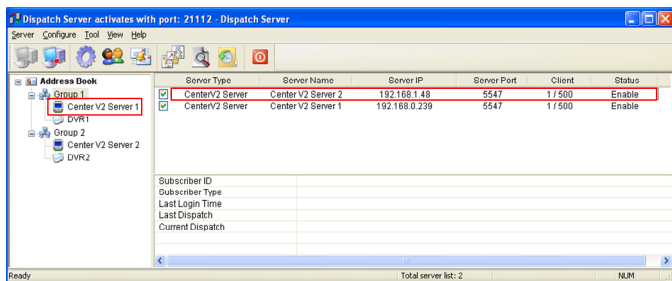 Dispatch Server activates with port: 21112 - Dispatch Server
Server Configure Tool View Help
Address Book
Group 1
Center V2 Server 1
DVR1
Group 2
Center V2 Server 2
DVR2
Server Type Server Name Server IP Server Port Client Status
CenterV2 Server Center V2 Server 2 192.168.1.48 5547 1 / 500 Enable
CenterV2 Server Center V2 Server 1 192.168.0.239 5547 1 / 500 Enable
Subscriber ID
Subscriber Type
Last Login Time
Last Dispatch
Current Dispatch
Ready Total server list: 2 NUM